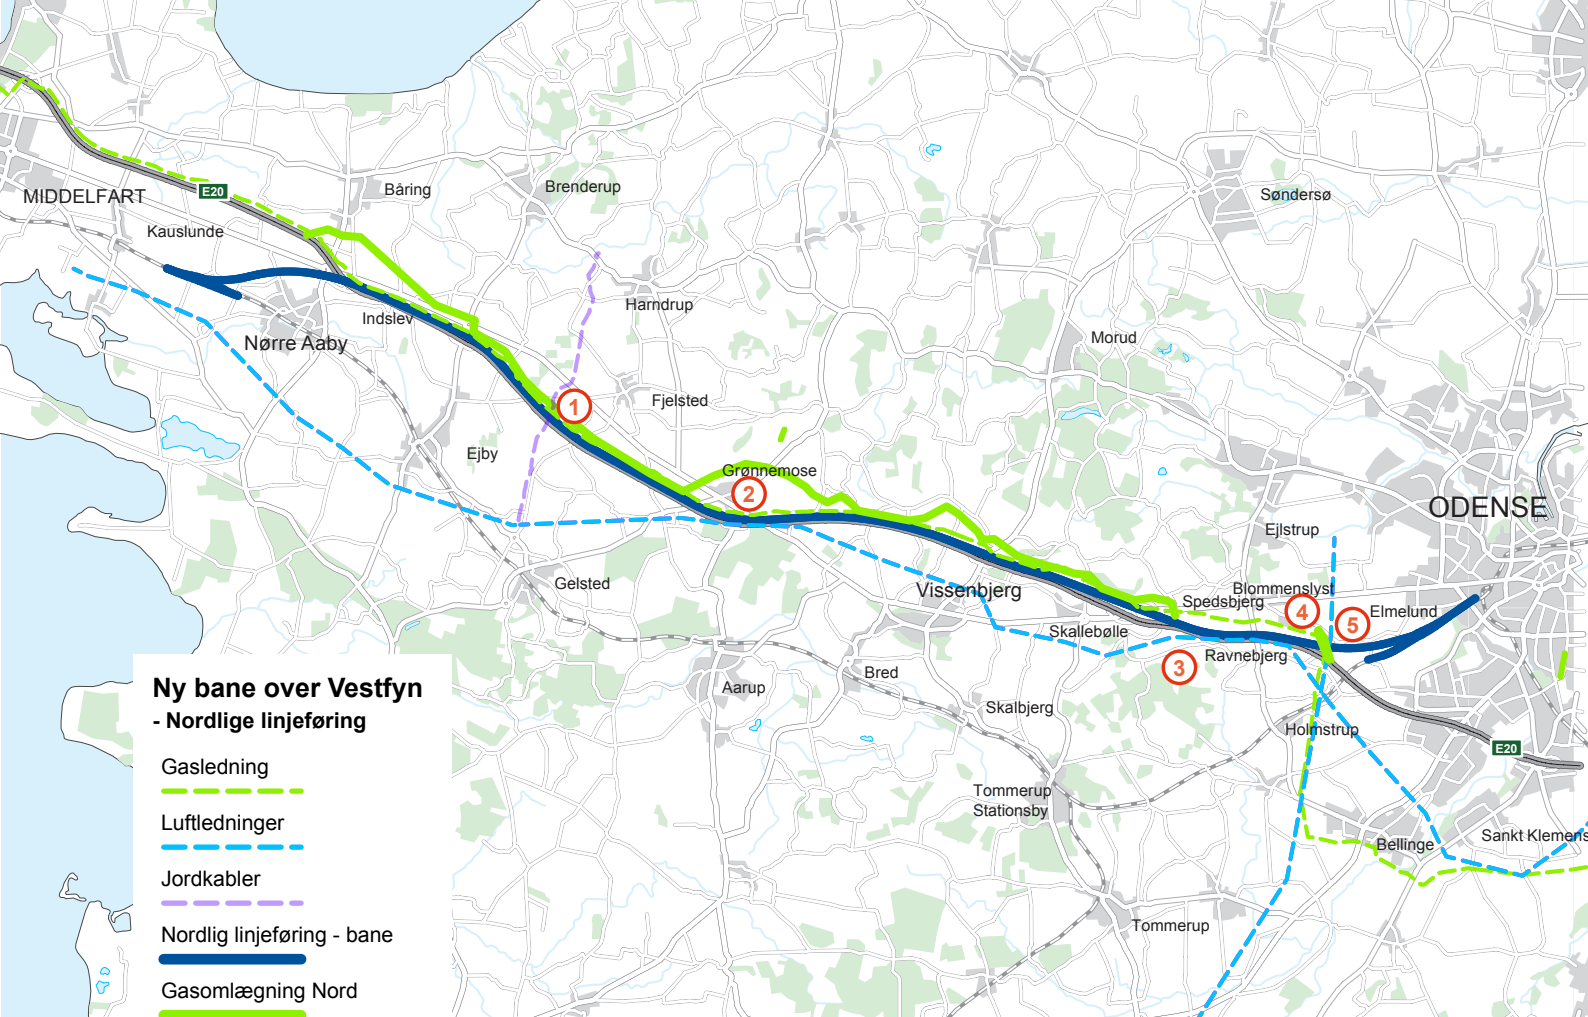 MIDDELFART
E20
Båring
Brenderup
Søndersø
Kauslunde
Harndrup
Indslev
Nørre Aaby
Morud
Fjelsted
1
Ejby
Grønnemose
2
ODENSE
Ejlstrup
Gelsted
Vissenbjerg
Blommenslyst
Spedsbjerg
4
5
Elmelund
Skallebølle
3
Ravnebjerg
Bred
Aarup
Skalbjerg
Holmstrup
E20
Tommerup
Stationsby
Bellinge
Sankt Klemens
Tommerup
Ny bane over Vestfyn
- Nordlige linjeføring
Gasledning
Luftledninger
Jordkabler
Nordlig linjeføring - bane
Gasomlægning Nord